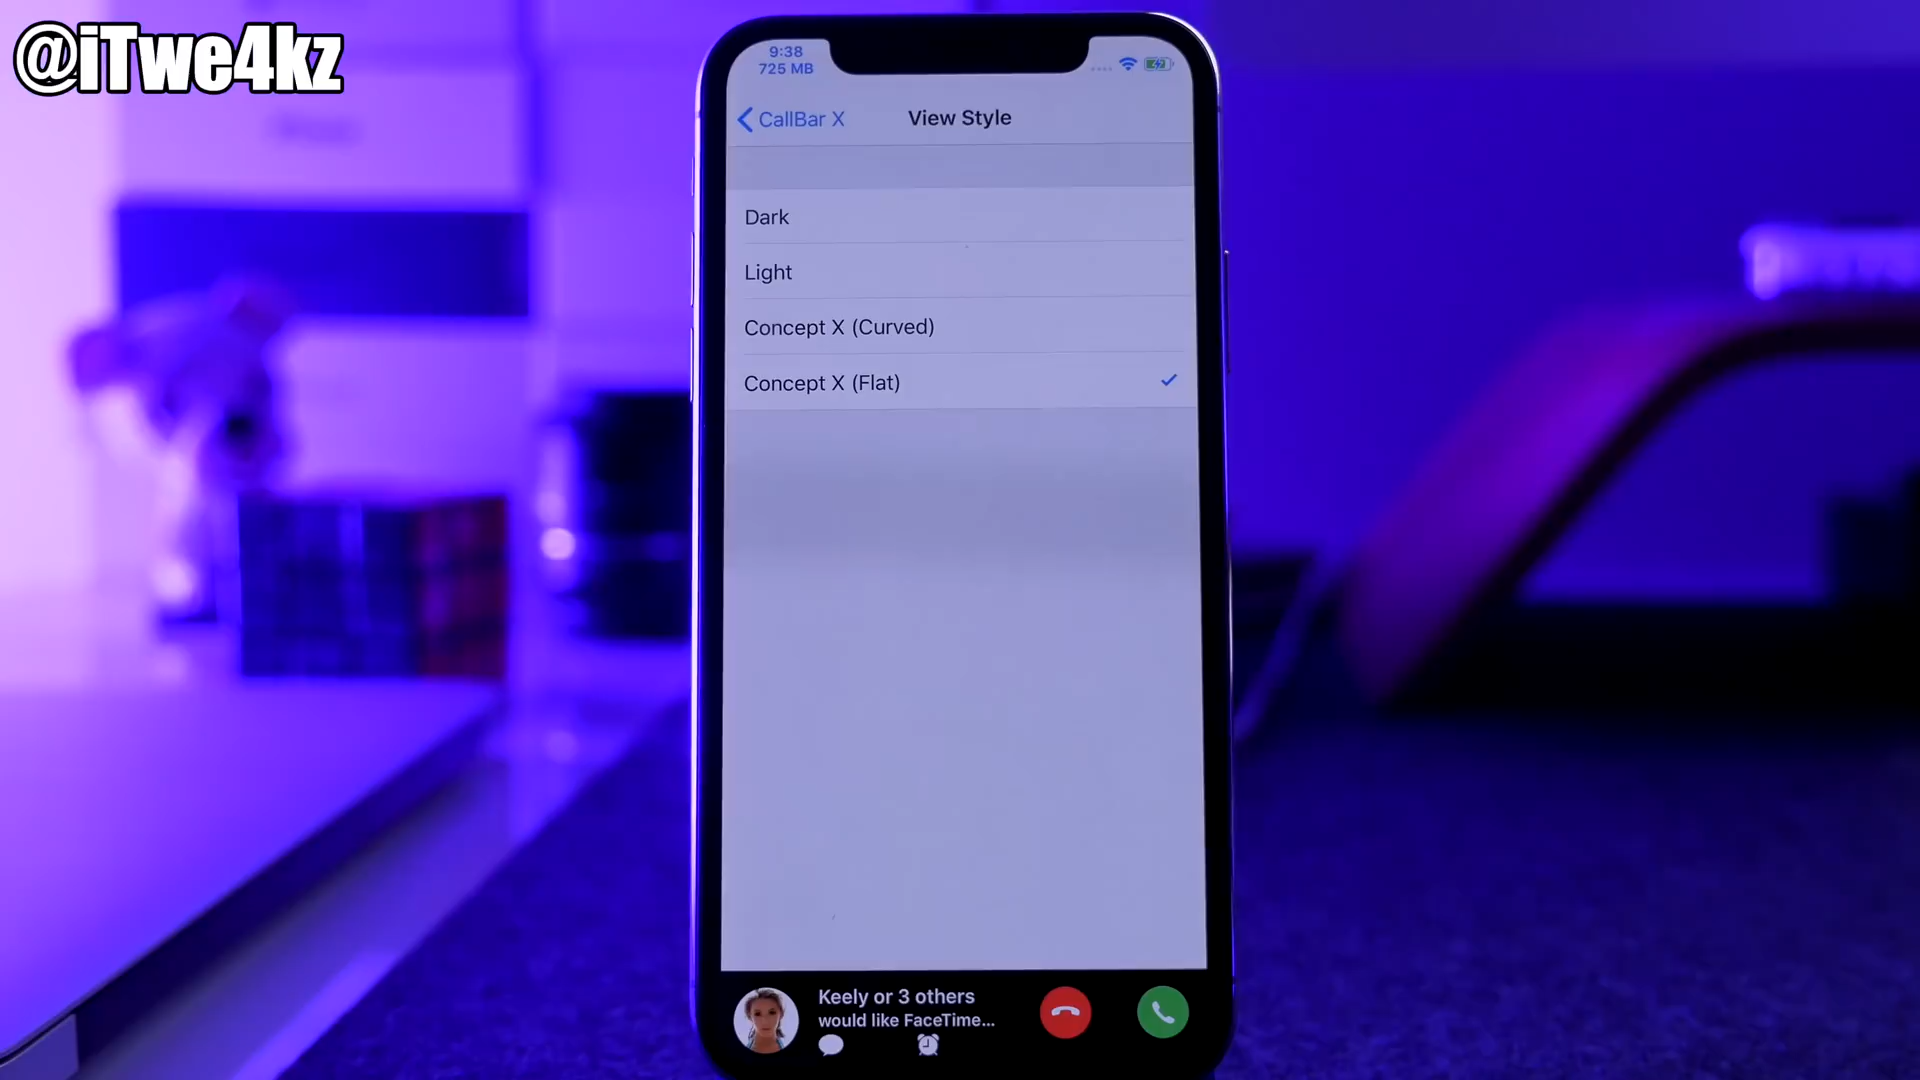 @iTwe4kz
9:38
725 MB
CallBar X
View Style
Dark
Light
Concept X (Curved)
Concept X (Flat)
Keely or 3 others
would like FaceTime...